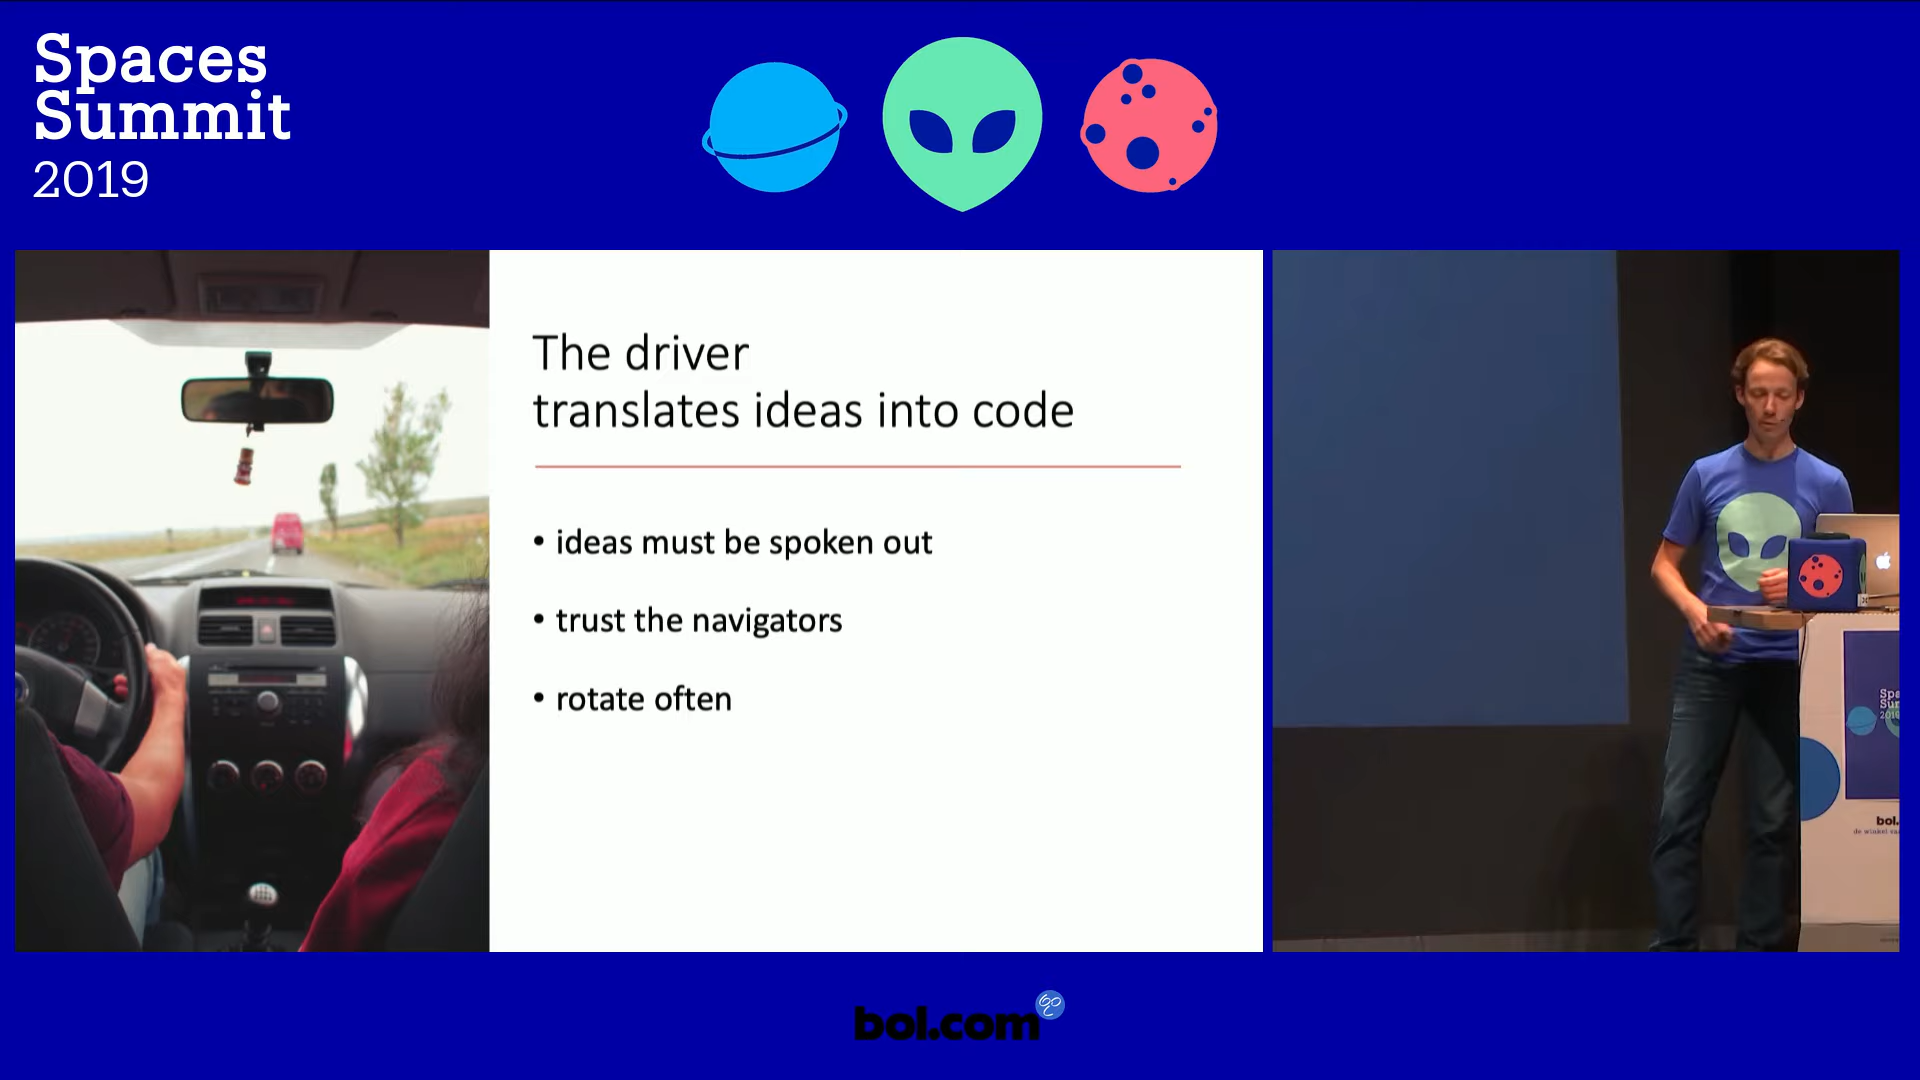 Spaces
Summit
2019
The driver
translates ideas into code
• ideas must be spoken out
• trust the navigators
• rotate often
bol.com